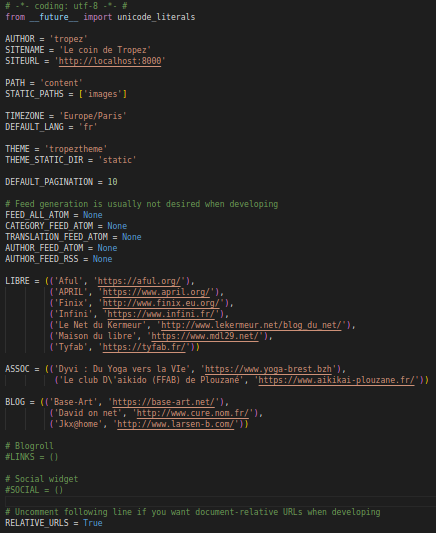 # -*- coding: utf-8 -*- #
from __future__ import unicode_literals
AUTHOR = 'tropez'
SITENAME = 'Le coin de Tropez'
SITEURL = 'http://localhost:8000'
PATH = 'content'
STATIC_PATHS = ['images']
TIMEZONE = 'Europe/Paris'
DEFAULT_LANG = 'fr'
THEME = 'tropeztheme'
THEME_STATIC_DIR = 'static'
DEFAULT_PAGINATION = 10
# Feed generation is usually not desired when developing
FEED_ALL_ATOM = None
CATEGORY_FEED_ATOM = None
TRANSLATION_FEED_ATOM = None
AUTHOR_FEED_ATOM = None
AUTHOR_FEED_RSS = None
LIBRE = (('Aful', 'https://aful.org/'),
('APRIL', 'https://www.april.org/'),
('Finix', 'http://www.finix.eu.org/'),
('Infini', 'https://www.infini.fr/'),
('Le Net du Kermeur', 'http://www.lekermeur.net/blog_du_net/'),
('Maison du libre', 'https://www.mdl29.net/'),
('Tyfab', 'https://tyfab.fr/'))
ASSOC = (('Dyvi : Du Yoga vers la VIe', 'https://www.yoga-brest.bzh'),
('Le club D\'aikido (FFAB) de Plouzané', 'https://www.aikikai-plouzane.fr/'))
BLOG = (('Base-Art', 'https://base-art.net/'),
('David on net', 'http://www.cure.nom.fr/'),
('Jkx@home', 'http://www.larsen-b.com/'))
# Blogroll
#LINKS = ()
# Social widget
#SOCIAL = ()
# Uncomment following line if you want document-relative URLs when developing
RELATIVE_URLS = True